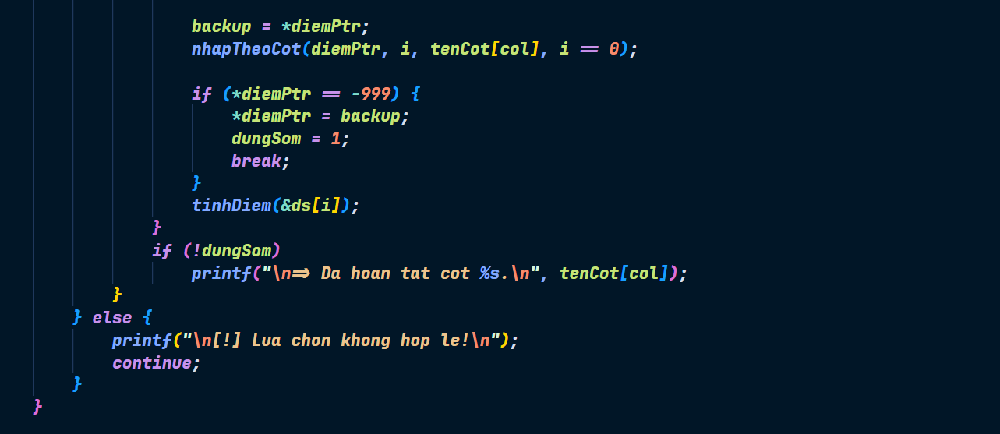 backup = *diemPtr;
nhapTheoCot(diemPtr, i, tenCot[col], i == 0);
if (*diemPtr == -999) {
*diemPtr = backup;
dungSom = 1;
break;
}
tinhDiem(&ds[i]);
}
if (!dungSom)
printf("\n=> Da hoan tat cot %s.\n", tenCot[col]);
}
} else {
printf("\n[!] Lua chon khong hop le!\n");
continue;
}
}